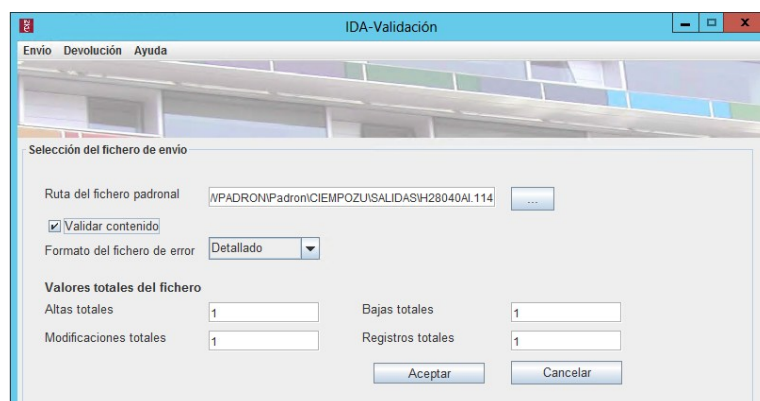 IDA-Validación
Envío Devolución Ayuda
Selección del fichero de envio
Ruta del fichero padronal
/VPADRON\Padron\CIEMPOZU\SALIDAS\H28040AI.114
...
Validar contenido
Formato del fichero de error
Detallado
Valores totales del fichero
Altas totales 1 Bajas totales 1
Modificaciones totales 1 Registros totales 1
Aceptar Cancelar